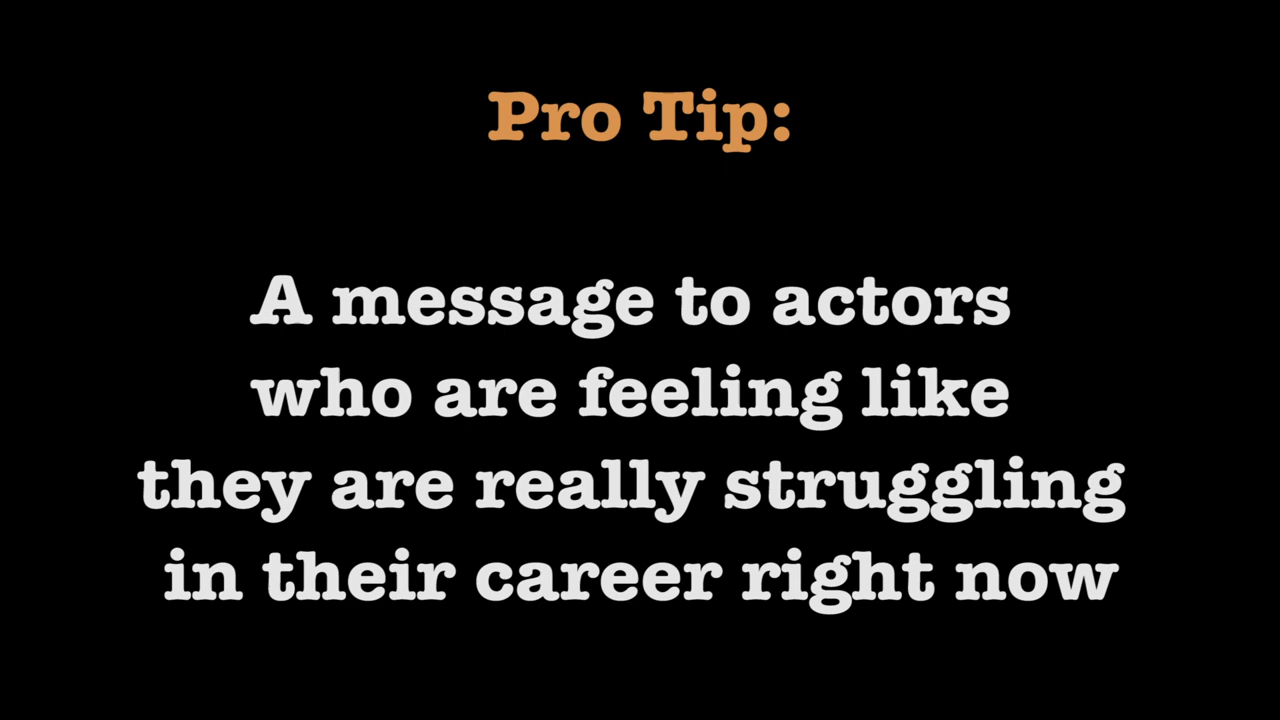 Pro Tip:
A message to actors
who are feeling like
they are really struggling
in their career right now